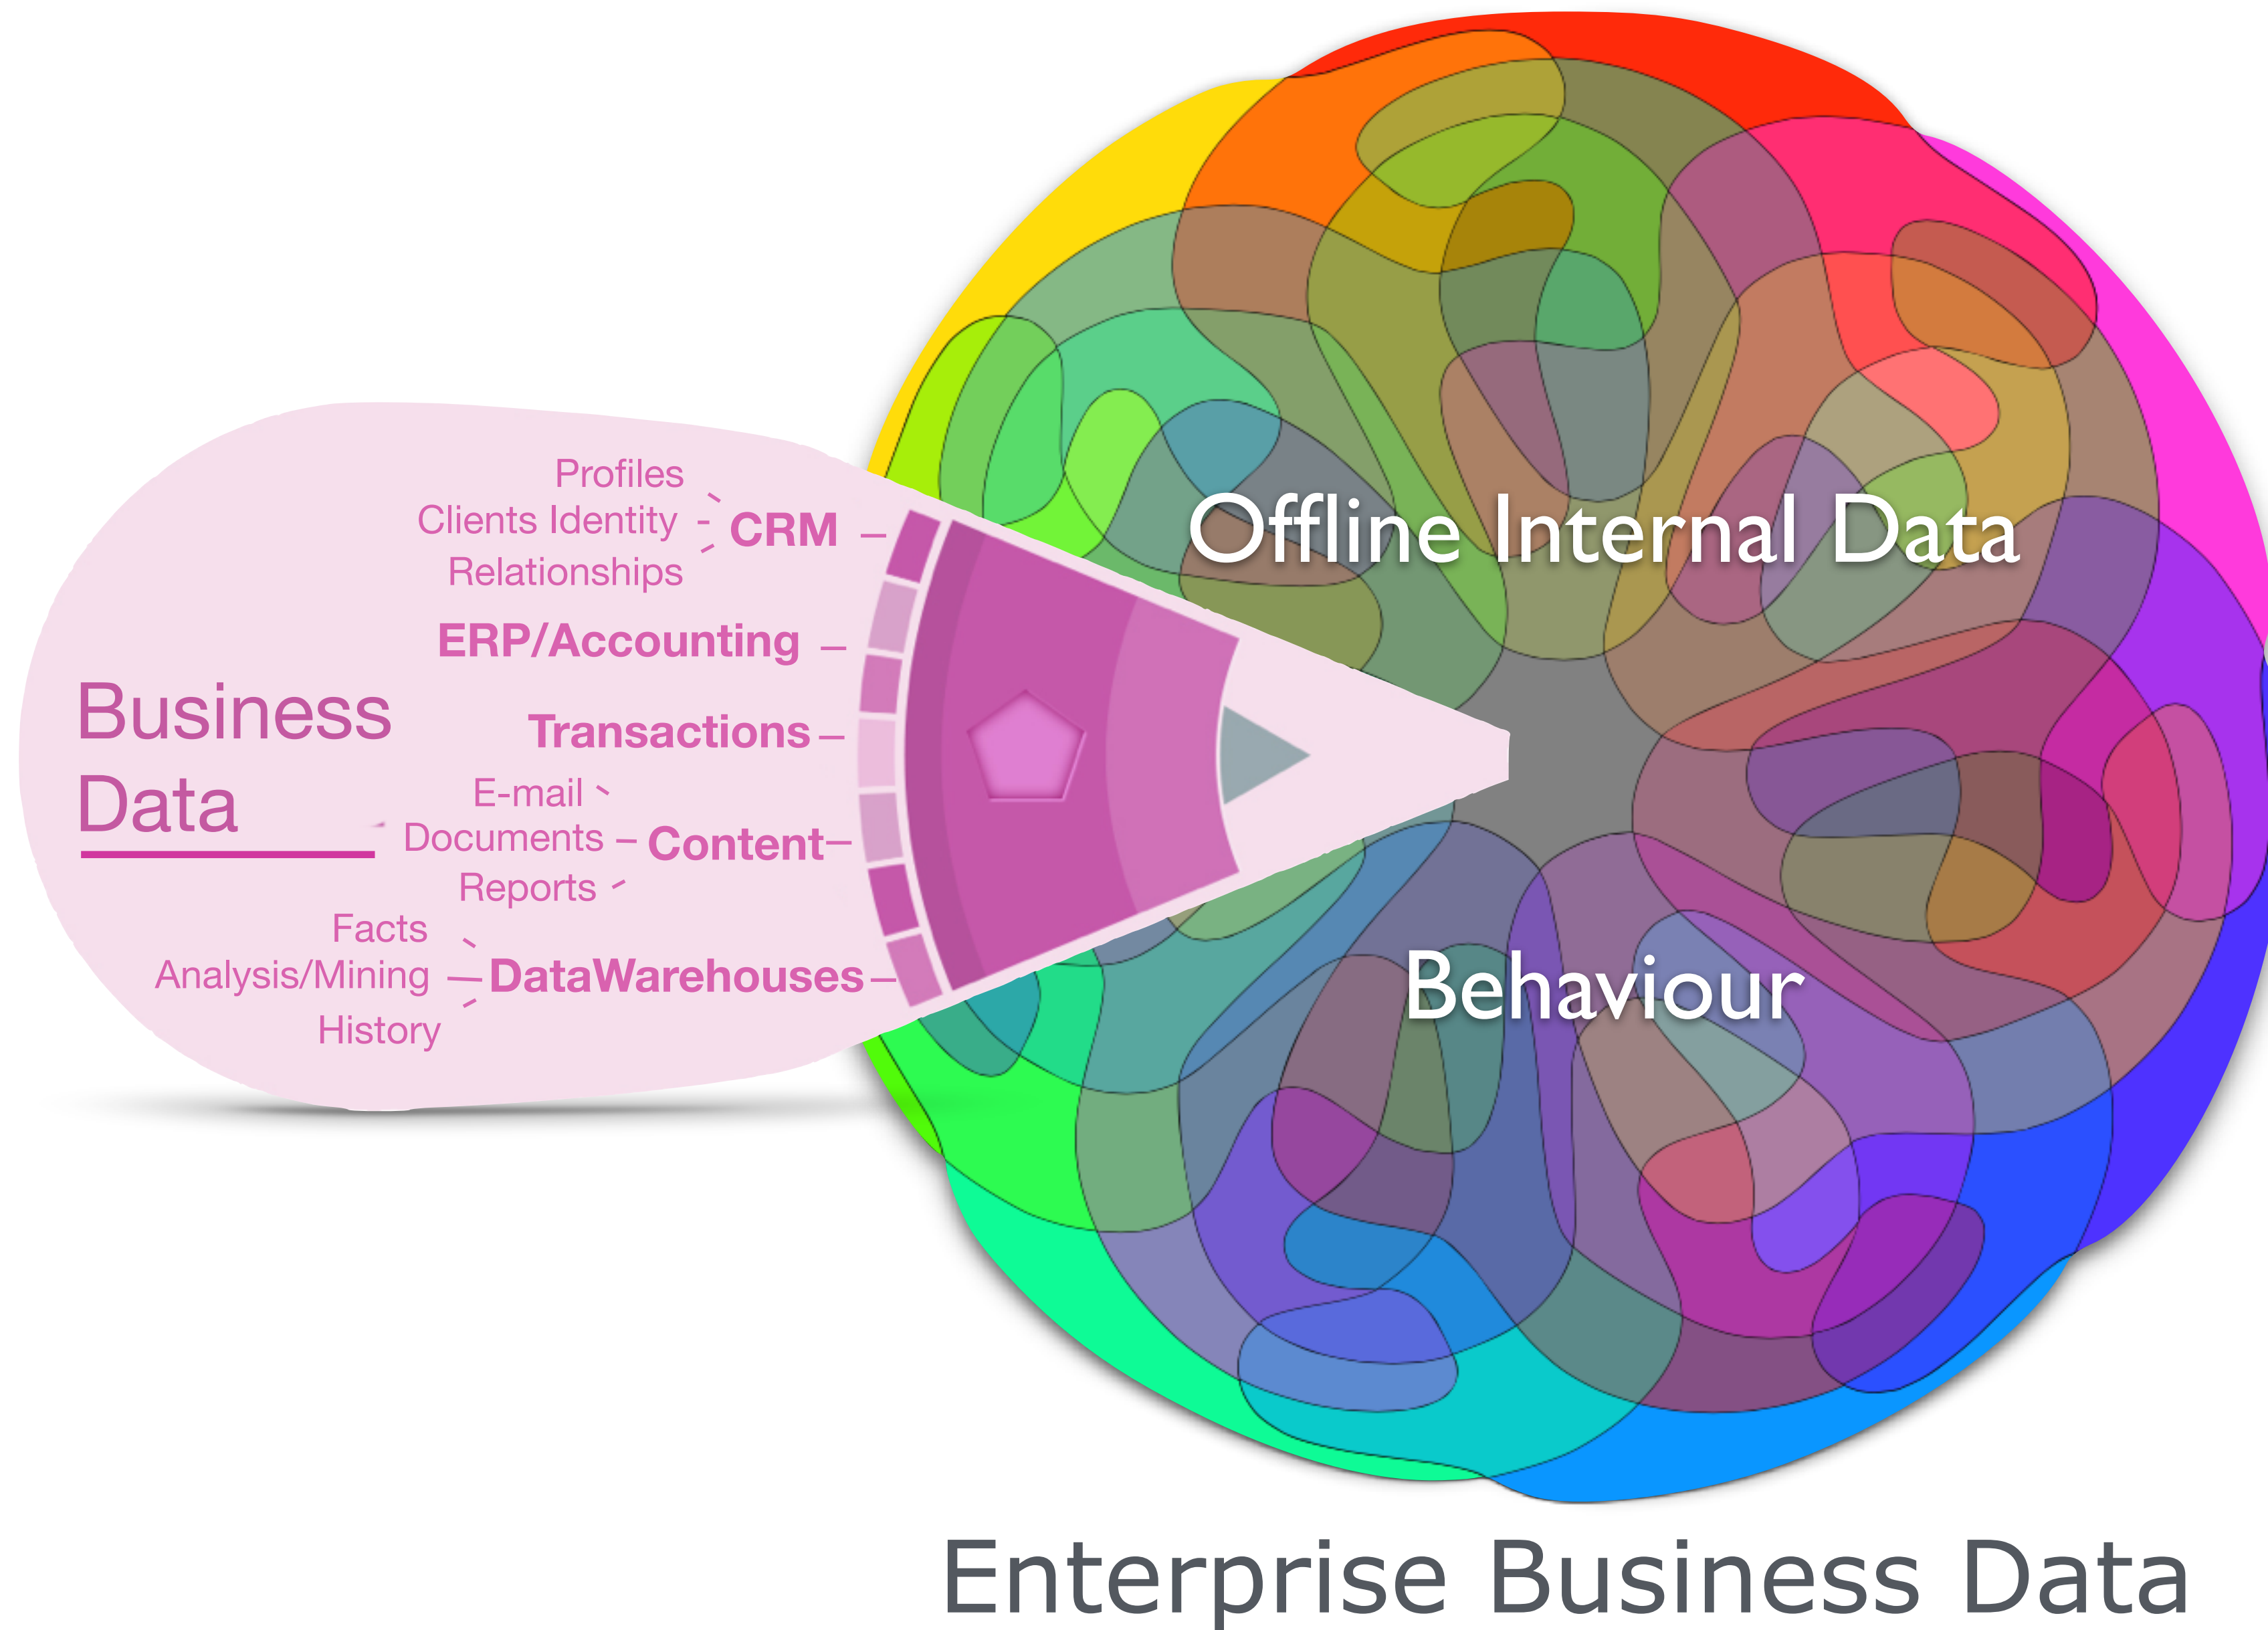 Profiles
Clients Identity
CRM
Relationships
ERP/Accounting
Transactions
Business
Data
E-mail
Documents
Content
Reports
Facts
Analysis/Mining
DataWarehouses
History
Offline Internal Data
Behaviour
Enterprise Business Data